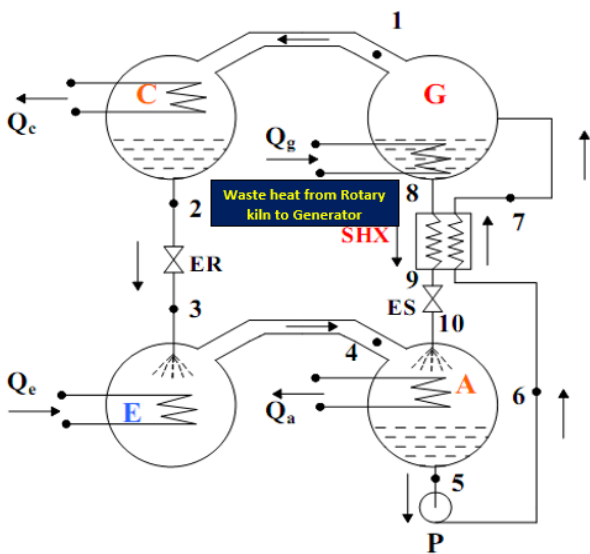 1
C
G
Qc
Qg
Waste heat from Rotary
kiln to Generator
2
8
7
SHX
ER
9
3
ES
10
4
Qe
E
Qa
A
6
5
P